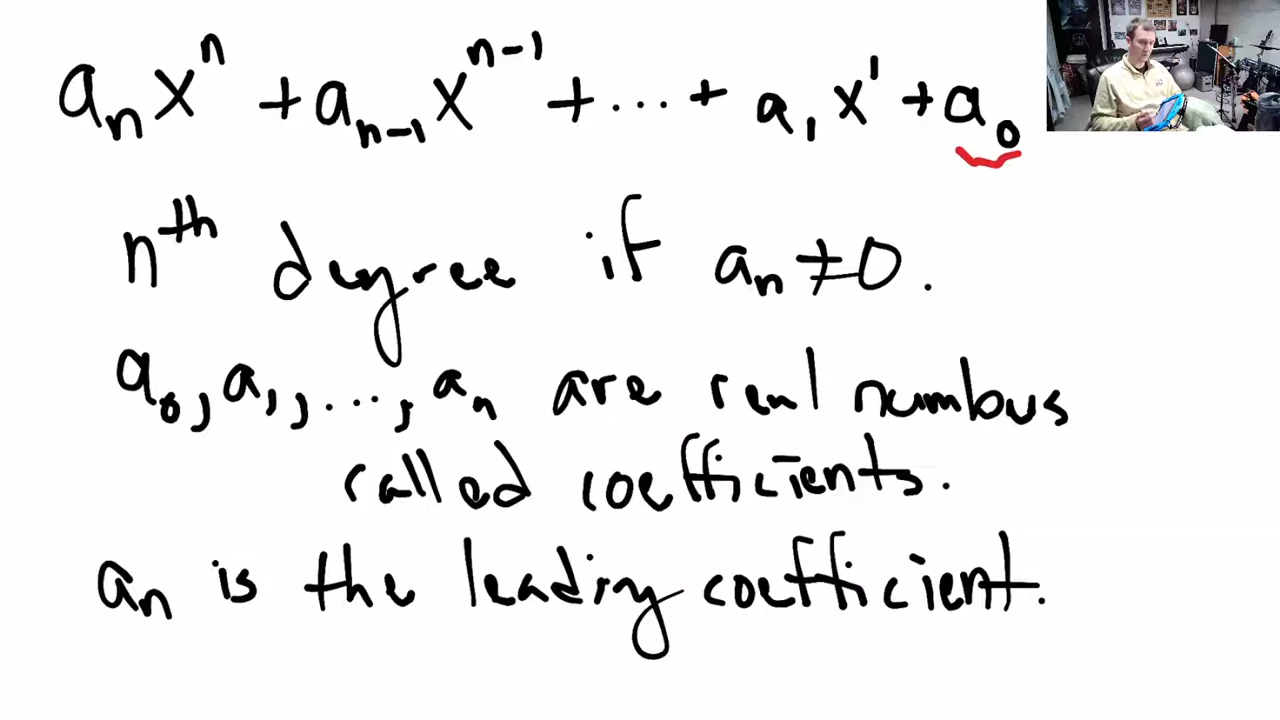 aₙxⁿ + aₙ₋₁xⁿ⁻¹ + ... + a₁x¹ + a₀
nᵗʰ degree if aₙ ≠ 0.
a₀, a₁, ..., aₙ are real numbers
called coefficients.
aₙ is the leading coefficient.